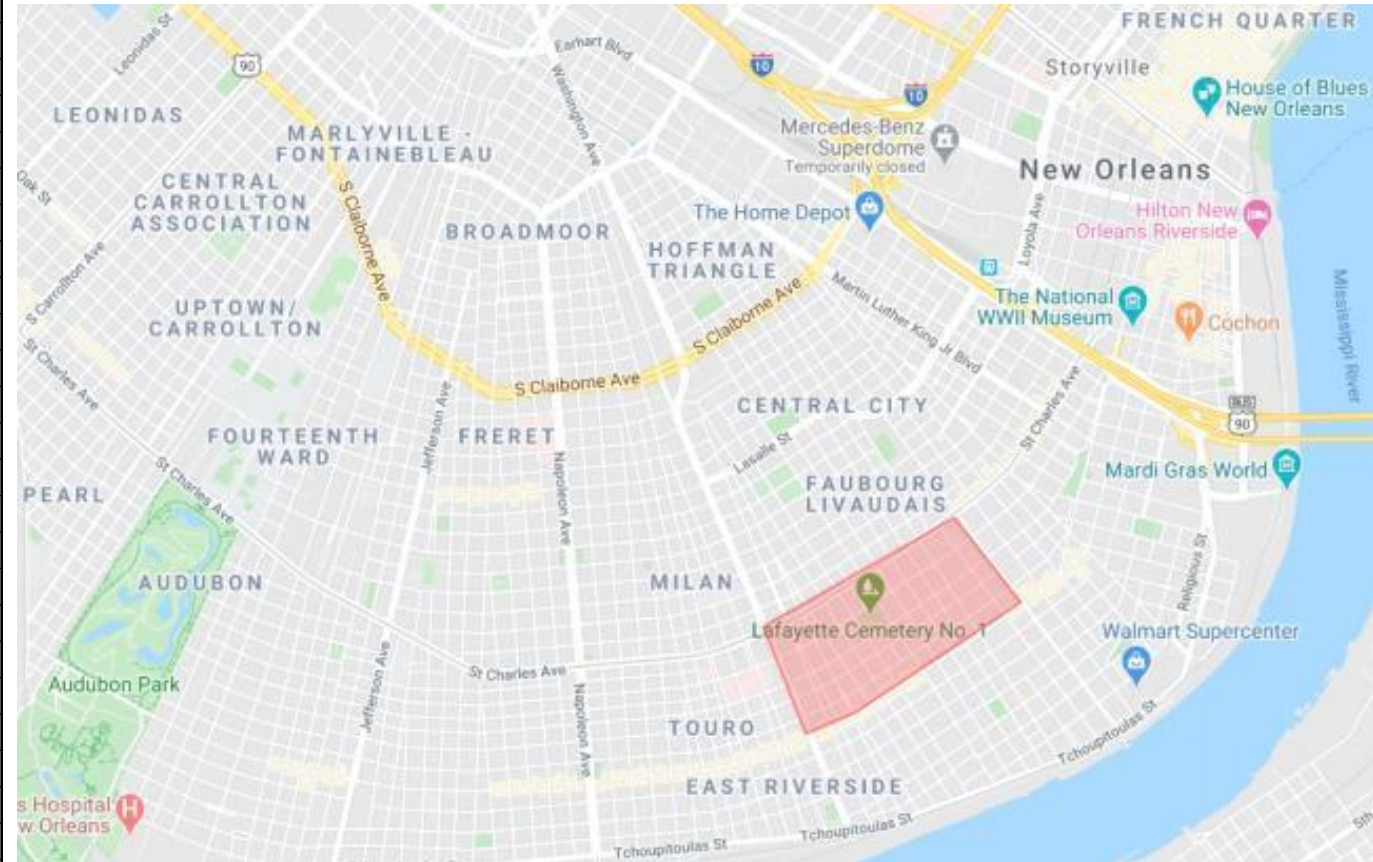 FRENCH QUARTER
Leonidas St
90
Earhart Blvd
10
Storyville
House of Blues
New Orleans
10
LEONIDAS
Washington Ave
MARLYVILLE -
FONTAINEBLEAU
Mercedes-Benz
Superdome
Temporarily closed
New Orleans
Oak St
CENTRAL
CARROLLTON
ASSOCIATION
S Claiborne Ave
The Home Depot
Hilton New
Orleans Riverside
BROADMOOR
HOFFMAN
TRIANGLE
Loyola Ave
S Carrollton Ave
UPTOWN/
CARROLLTON
Martin Luther King Jr Blvd
The National
WWII Museum
Cochon
Mississippi River
S Claiborne Ave
St Charles Ave
S Claiborne Ave
Jefferson Ave
CENTRAL CITY
St Charles Ave
BUS
90
FOURTEENTH
WARD
FRERET
Lasalle St
St Charles Ave
Napoleon Ave
Mardi Gras World
PEARL
FAUBOURG
LIVAUDAIS
AUDUBON
MILAN
Religious St
Lafayette Cemetery No. 1
Walmart Supercenter
St Charles Ave
Audubon Park
Jefferson Ave
Napoleon Ave
TOURO
Tchoupitoulas St
EAST RIVERSIDE
s Hospital
w Orleans
H
Tchoupitoulas St
Tchoupitoulas St
5th